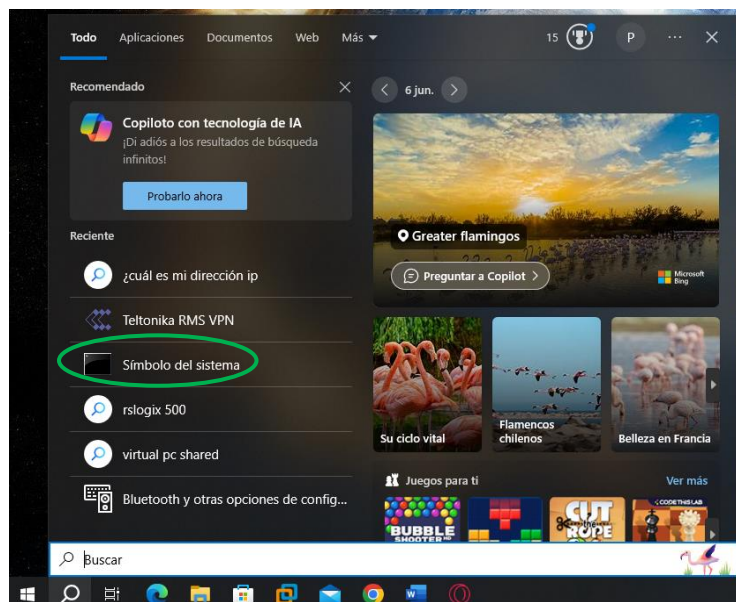 Todo Aplicaciones Documentos Web Más 15 P ...
Recomendado
Copiloto con tecnología de IA
¡Di adiós a los resultados de búsqueda
infinitos!
Probarlo ahora
Reciente
¿cuál es mi dirección ip
Teltonika RMS VPN
Símbolo del sistema
rslogix 500
virtual pc shared
Bluetooth y otras opciones de config...
6 jun.
Greater flamingos
Preguntar a Copilot
Microsoft
Bing
Su ciclo vital
Flamencos
chilenos
Belleza en Francia
Juegos para ti Ver más
BUBBLE
SHOOTER HD
CUT
the
ROPE
CODETHISLAB
Buscar